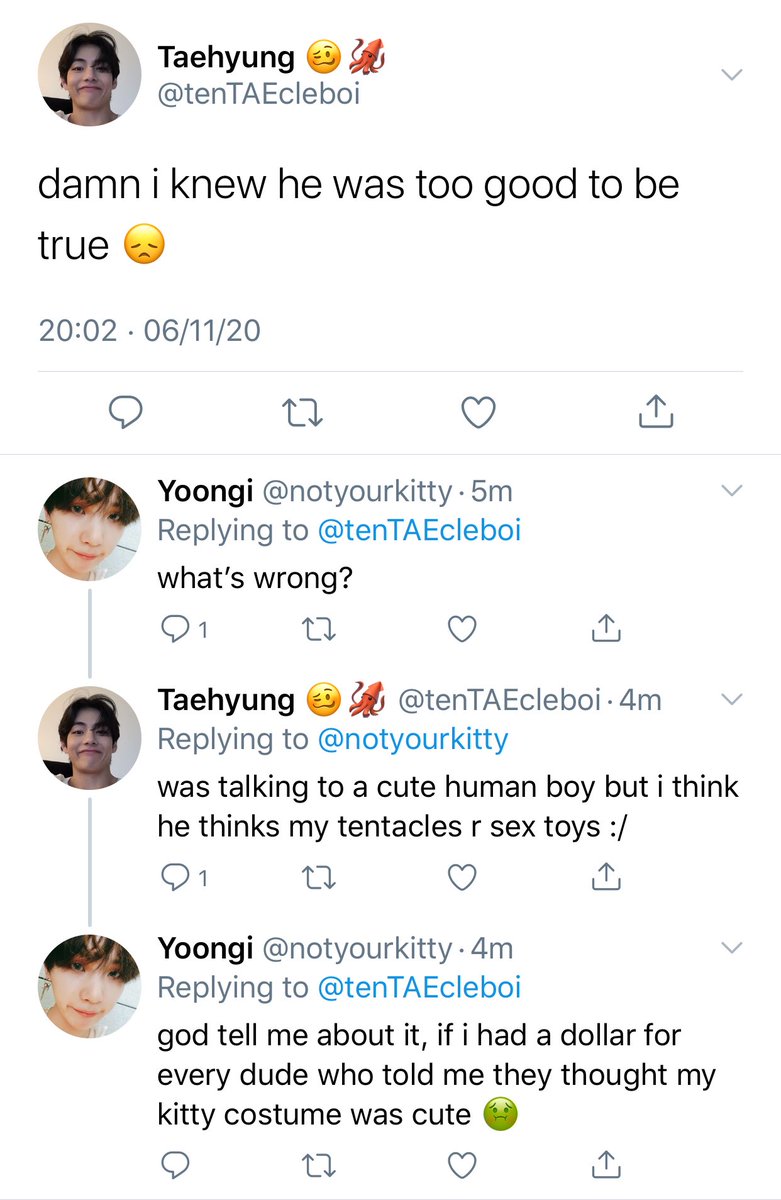 Taehyung 🥴🦑
@tenTAEcleboi
damn i knew he was too good to be
true 😞
20:02 · 06/11/20
Yoongi @notyourkitty · 5m
Replying to @tenTAEcleboi
what’s wrong?
1
Taehyung 🥴🦑 @tenTAEcleboi · 4m
Replying to @notyourkitty
was talking to a cute human boy but i think
he thinks my tentacles r sex toys :/
1
Yoongi @notyourkitty · 4m
Replying to @tenTAEcleboi
god tell me about it, if i had a dollar for
every dude who told me they thought my
kitty costume was cute 🤢